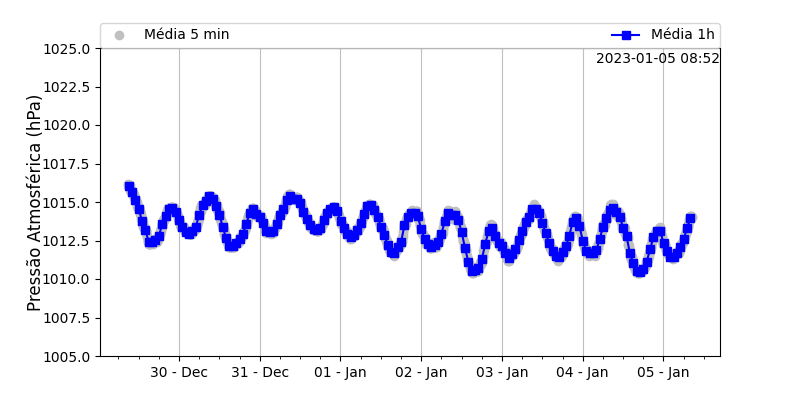 Média 5 min
Média 1h
2023-01-05 08:52
Pressão Atmosférica (hPa)
1025.0
1022.5
1020.0
1017.5
1015.0
1012.5
1010.0
1007.5
1005.0
30 - Dec
31 - Dec
01 - Jan
02 - Jan
03 - Jan
04 - Jan
05 - Jan